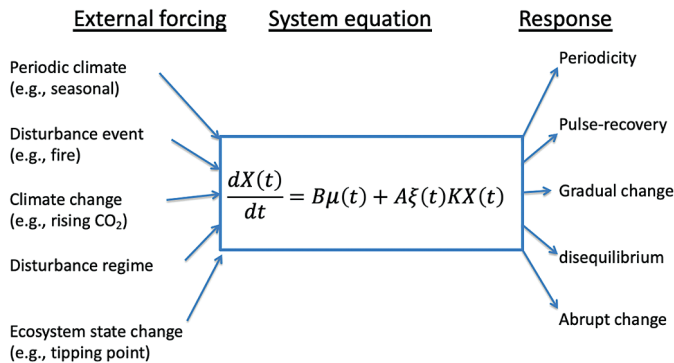 External forcing
System equation
Response
Periodic climate
(e.g., seasonal)
Disturbance event
(e.g., fire)
Climate change
(e.g., rising CO₂)
Disturbance regime
Ecosystem state change
(e.g., tipping point)
dX(t)/dt = Bμ(t) + Aξ(t)KX(t)
Periodicity
Pulse-recovery
Gradual change
disequilibrium
Abrupt change